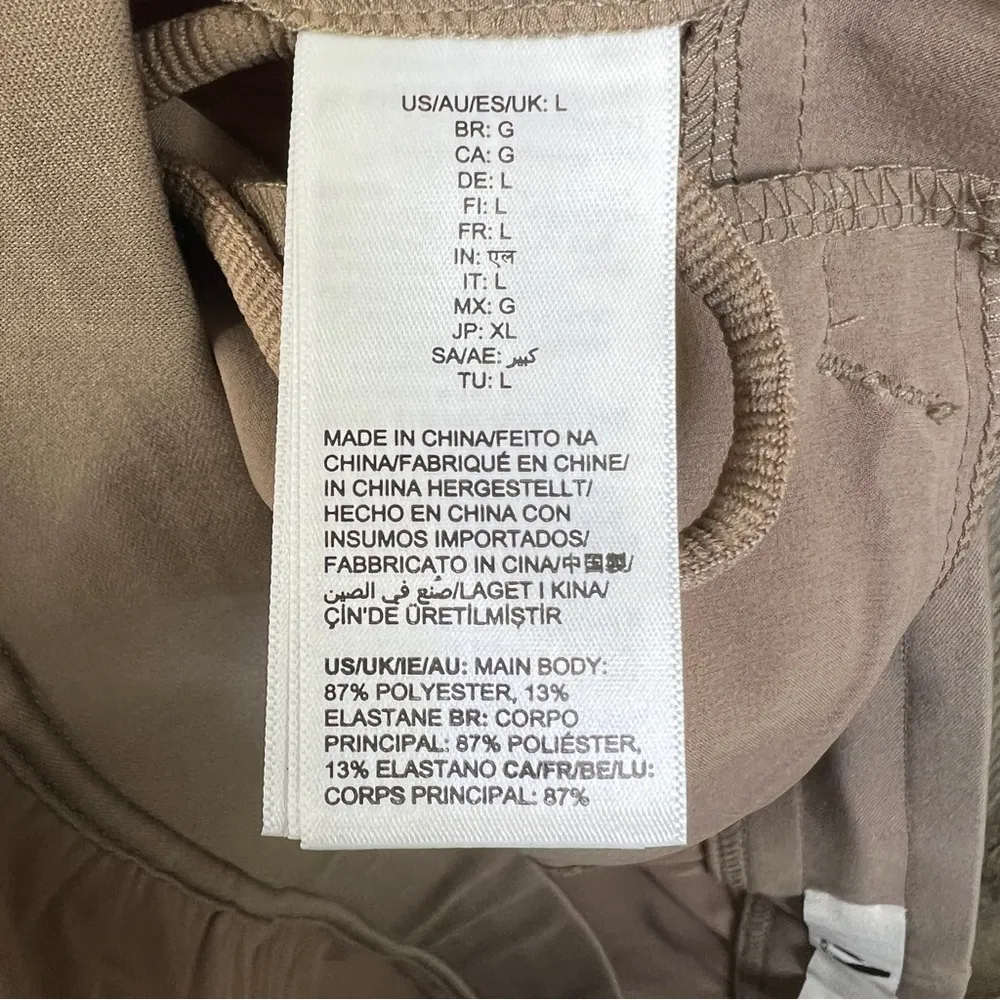 US/AU/ES/UK: L
BR: G
CA: G
DE: L
FI: L
FR: L
IN: एल
IT: L
MX: G
JP: XL
SA/AE: كبير
TU: L
MADE IN CHINA/FEITO NA
CHINA/FABRIQUÉ EN CHINE/
IN CHINA HERGESTELLT/
HECHO EN CHINA CON
INSUMOS IMPORTADOS/
FABBRICATO IN CINA/中国製/
صُنع في الصين/LAGET I KINA/
ÇİN'DE ÜRETİLMİŞTİR
US/UK/IE/AU: MAIN BODY:
87% POLYESTER, 13%
ELASTANE BR: CORPO
PRINCIPAL: 87% POLIÉSTER,
13% ELASTANO CA/FR/BE/LU:
CORPS PRINCIPAL: 87%